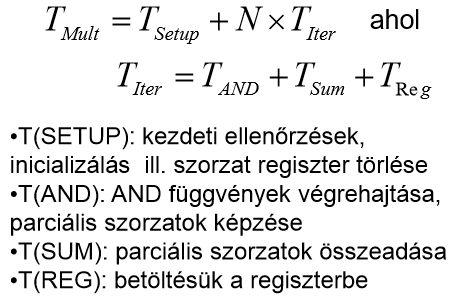 T_Mult = T_Setup + N × T_Iter ahol
T_Iter = T_AND + T_Sum + T_Reg
•T(SETUP): kezdeti ellenőrzések,
inicializálás ill. szorzat regiszter törlése
•T(AND): AND függvények végrehajtása,
parciális szorzatok képzése
•T(SUM): parciális szorzatok összeadása
•T(REG): betöltésük a regiszterbe